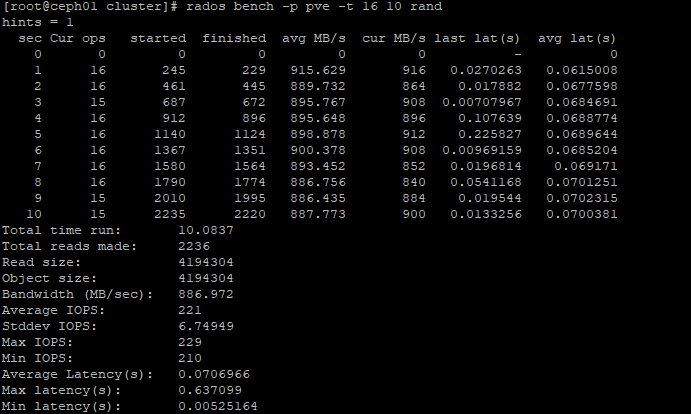 [root@ceph01 cluster]# rados bench -p pve -t 16 10 rand
hints = 1
  sec Cur ops   started  finished  avg MB/s  cur MB/s last lat(s)  avg lat(s)
    0       0         0         0         0         0           -           0
    1      16       245       229   915.629       916   0.0270263   0.0615008
    2      16       461       445   889.732       864    0.017882   0.0677598
    3      15       687       672   895.767       908  0.00707967   0.0684691
    4      16       912       896   895.648       896    0.107639   0.0688774
    5      16      1140      1124   898.878       912    0.225827   0.0689644
    6      16      1367      1351   900.378       908  0.00969159   0.0685204
    7      16      1580      1564   893.452       852   0.0196814    0.069171
    8      16      1790      1774   886.756       840   0.0541168   0.0701251
    9      15      2010      1995   886.435       884    0.019544   0.0702315
   10      15      2235      2220   887.773       900   0.0133256   0.0700381
Total time run:       10.0837
Total reads made:     2236
Read size:            4194304
Object size:          4194304
Bandwidth (MB/sec):   886.972
Average IOPS:         221
Stddev IOPS:          6.74949
Max IOPS:             229
Min IOPS:             210
Average Latency(s):   0.0706966
Max latency(s):       0.637099
Min latency(s):       0.00525164